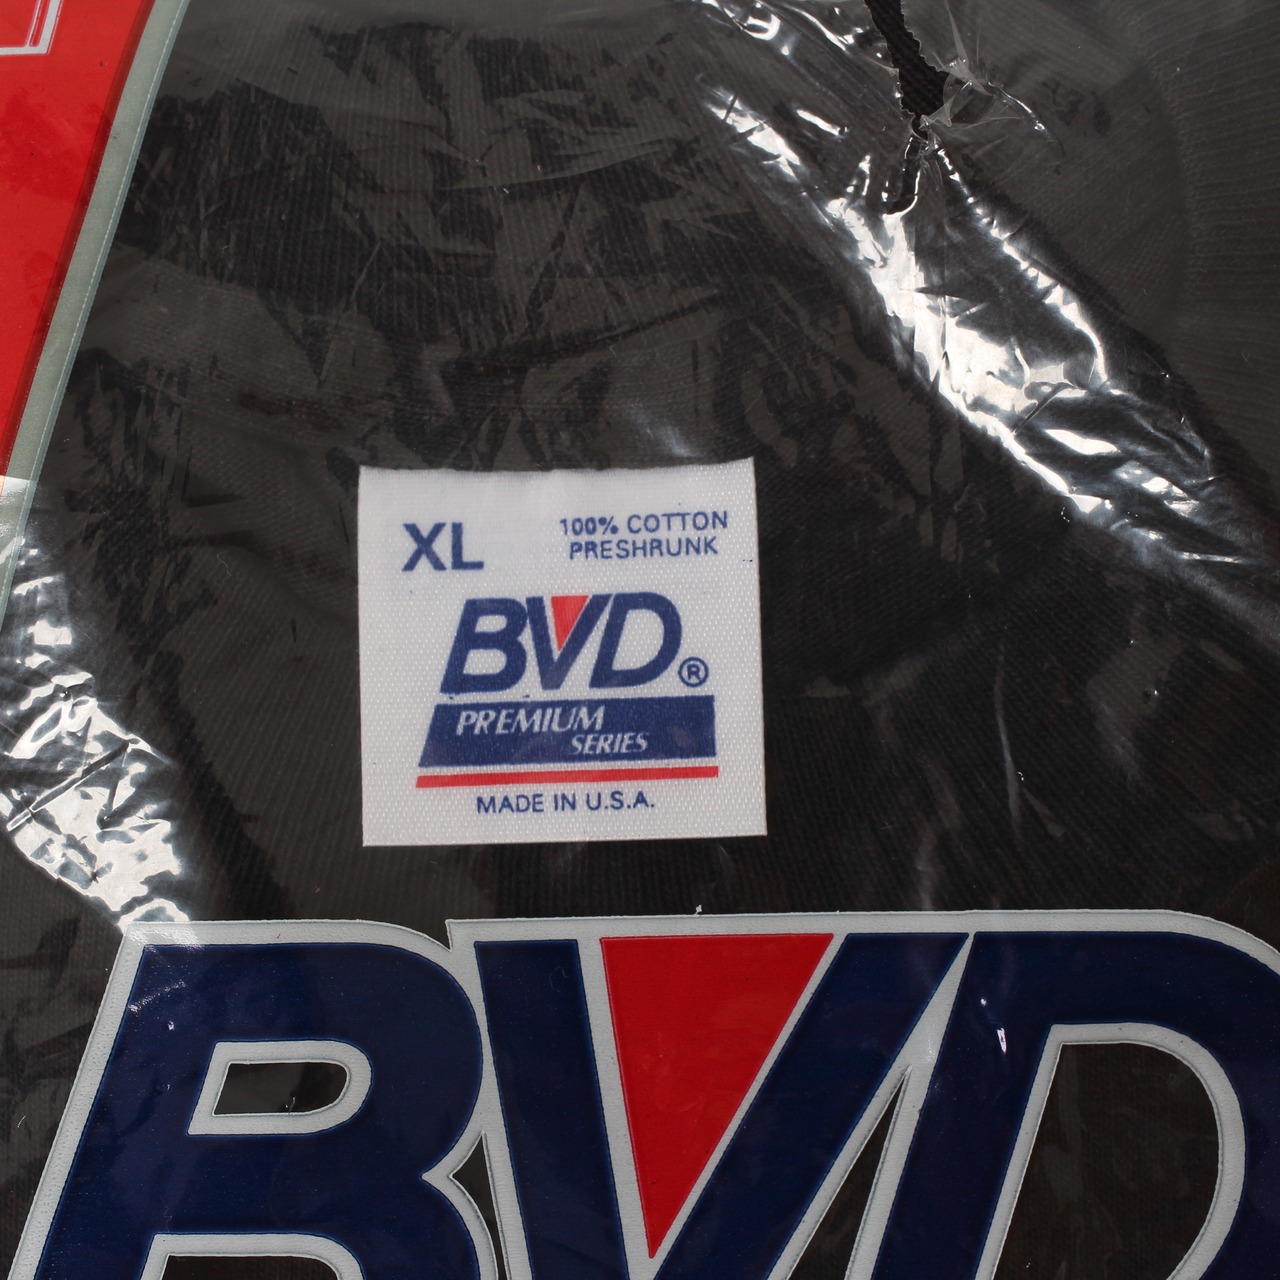 XL
100% COTTON
PRESHRUNK
BVD®
PREMIUM
SERIES
MADE IN U.S.A.
BVD